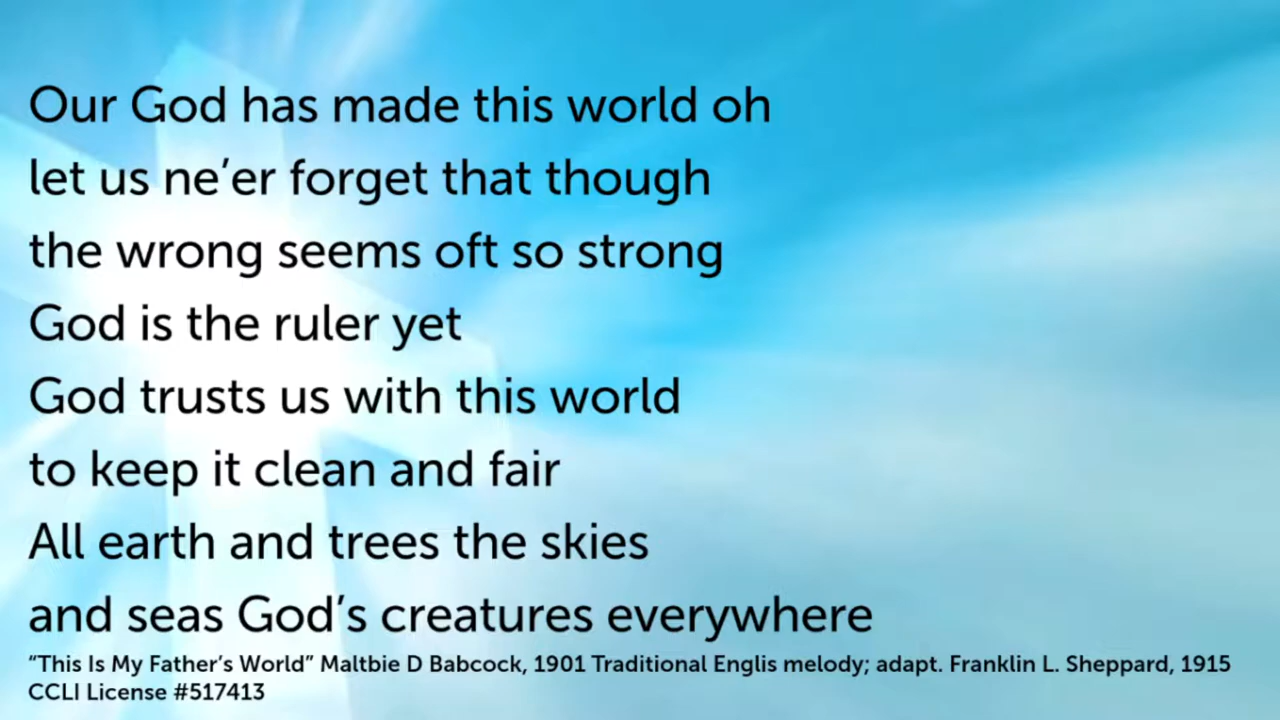 Our God has made this world oh
let us ne’er forget that though
the wrong seems oft so strong
God is the ruler yet
God trusts us with this world
to keep it clean and fair
All earth and trees the skies
and seas God’s creatures everywhere
“This Is My Father’s World” Maltbie D Babcock, 1901 Traditional Englis melody; adapt. Franklin L. Sheppard, 1915
CCLI License #517413